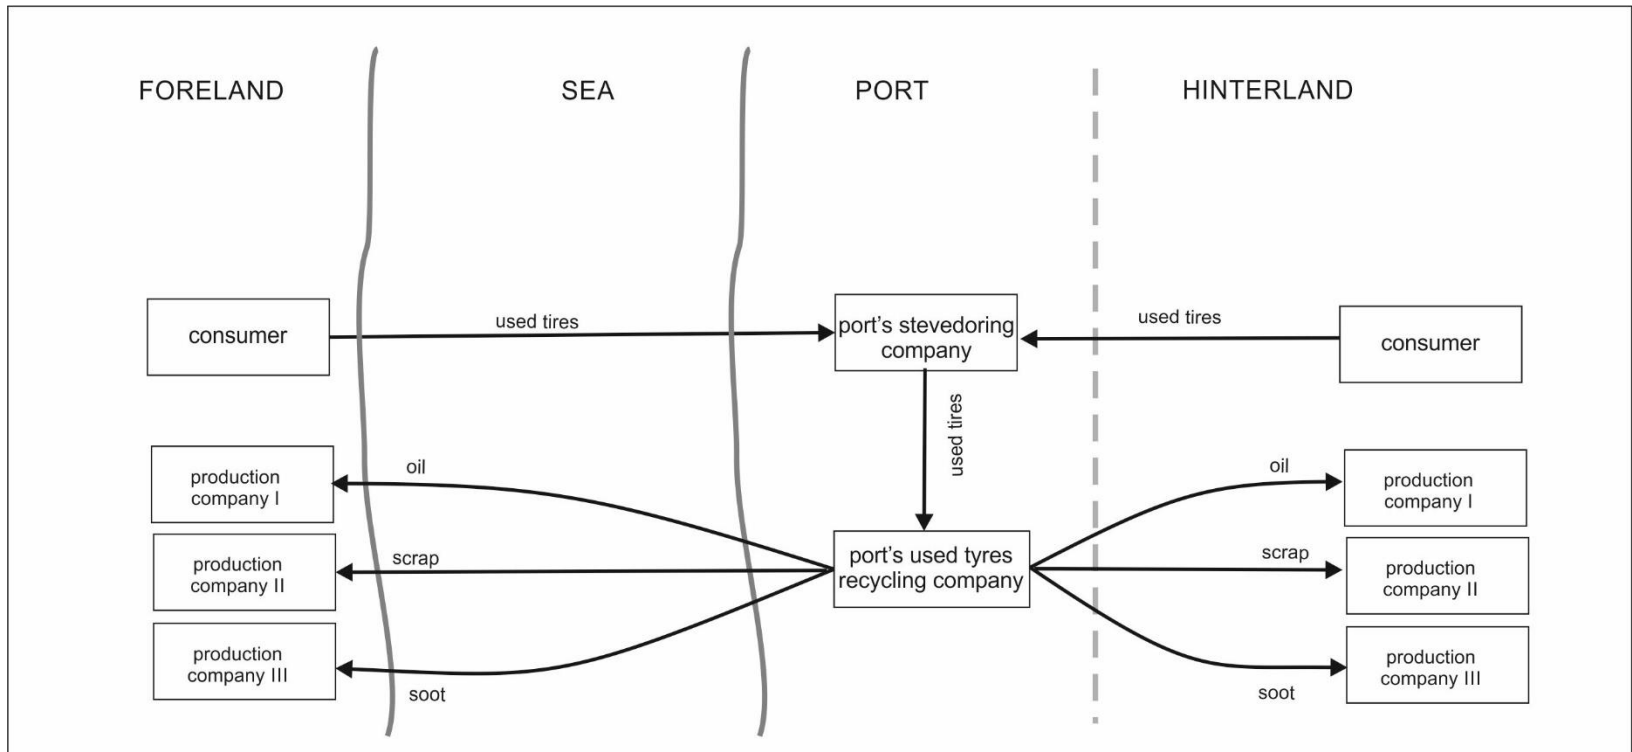 FORELAND
SEA
PORT
HINTERLAND
consumer
used tires
port's stevedoring
company
used tires
consumer
used tires
production
company I
oil
oil
production
company I
production
company II
scrap
port's used tyres
recycling company
scrap
production
company II
production
company III
soot
soot
production
company III